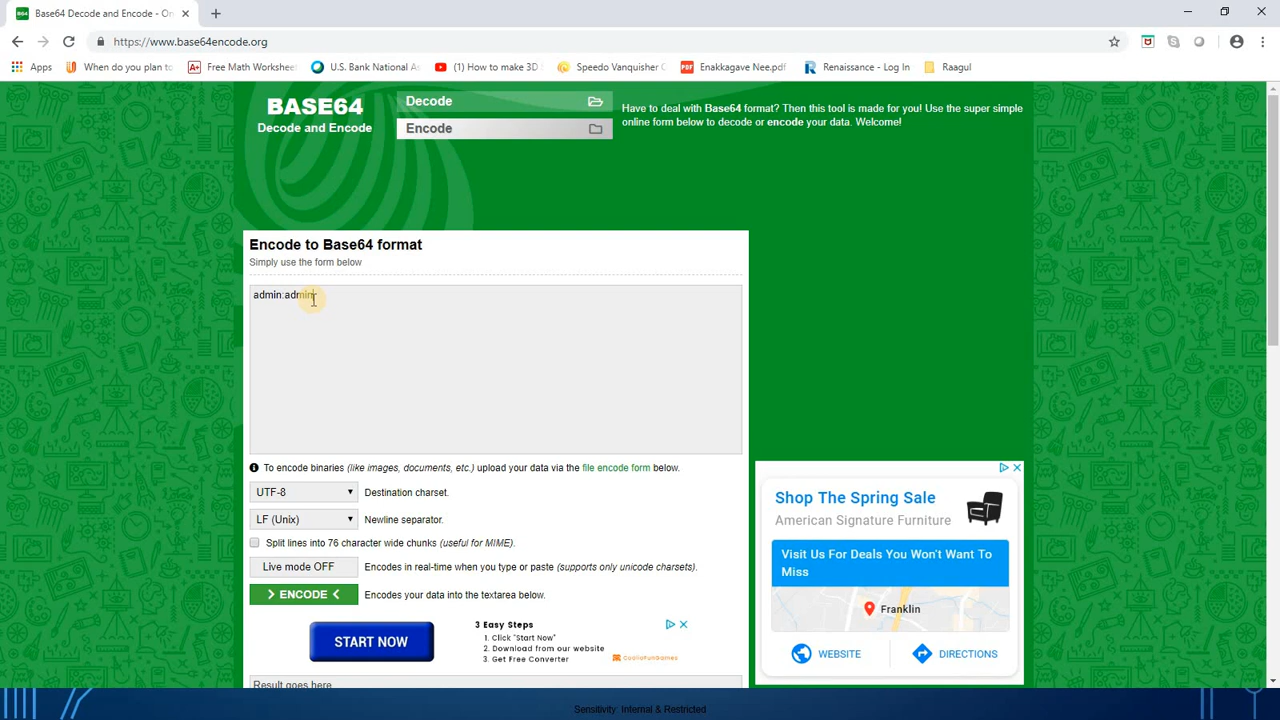 Base64 Decode and Encode - On
https://www.base64encode.org
Apps
When do you plan to
Free Math Workshee
U.S. Bank National As
(1) How to make 3D
Speedo Vanquisher
Enakkagave Nee.pdf
Renaissance - Log In
Raagul
BASE64
Decode and Encode
Decode
Encode
Have to deal with Base64 format? Then this tool is made for you! Use the super simple
online form below to decode or encode your data. Welcome!
Encode to Base64 format
Simply use the form below
admin:admin
To encode binaries (like images, documents, etc.) upload your data via the file encode form below.
UTF-8 Destination charset.
LF (Unix) Newline separator.
Split lines into 76 character wide chunks (useful for MIME).
Live mode OFF Encodes in real-time when you type or paste (supports only unicode charsets).
> ENCODE < Encodes your data into the textarea below.
START NOW
3 Easy Steps
1. Click "Start Now"
2. Download from our website
3. Get Free Converter
CoolioFunGames
Result goes here
Shop The Spring Sale
American Signature Furniture
Visit Us For Deals You Won't Want To
Miss
Franklin
WEBSITE
DIRECTIONS
Sensitivity: Internal & Restricted